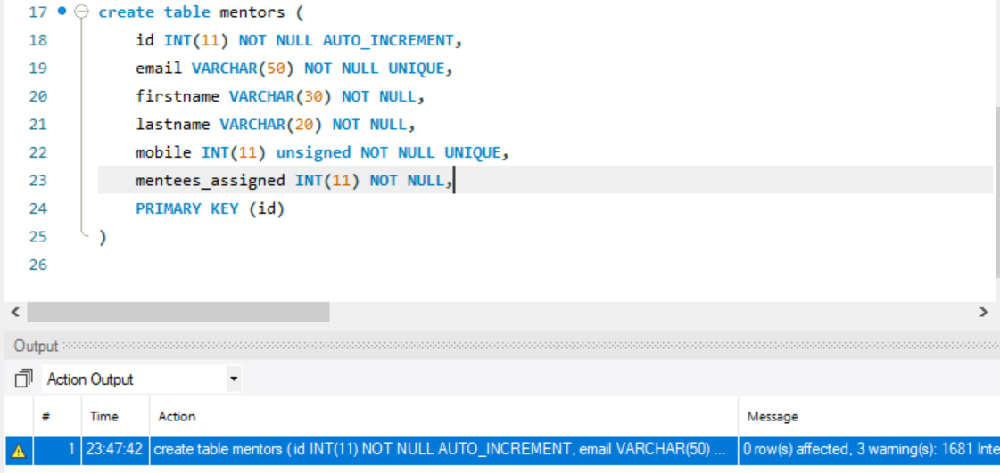 17 create table mentors (
18 id INT(11) NOT NULL AUTO_INCREMENT,
19 email VARCHAR(50) NOT NULL UNIQUE,
20 firstname VARCHAR(30) NOT NULL,
21 lastname VARCHAR(20) NOT NULL,
22 mobile INT(11) unsigned NOT NULL UNIQUE,
23 mentees_assigned INT(11) NOT NULL,
24 PRIMARY KEY (id)
25 )
26
Output
Action Output
# Time Action Message
1 23:47:42 create table mentors ( id INT(11) NOT NULL AUTO_INCREMENT, email VARCHAR(50) ... 0 row(s) affected, 3 warning(s): 1681 Inte